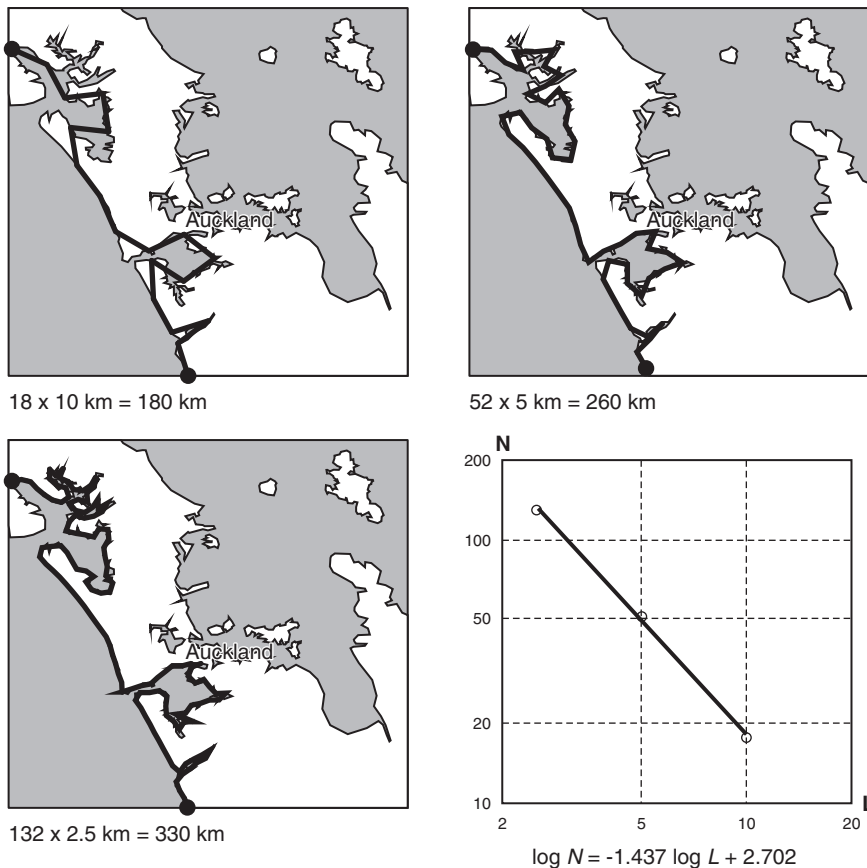 Auckland
18 x 10 km = 180 km
Auckland
52 x 5 km = 260 km
Auckland
132 x 2.5 km = 330 km
N
200
100
50
20
10
2
5
10
20
L
log N = -1.437 log L + 2.702